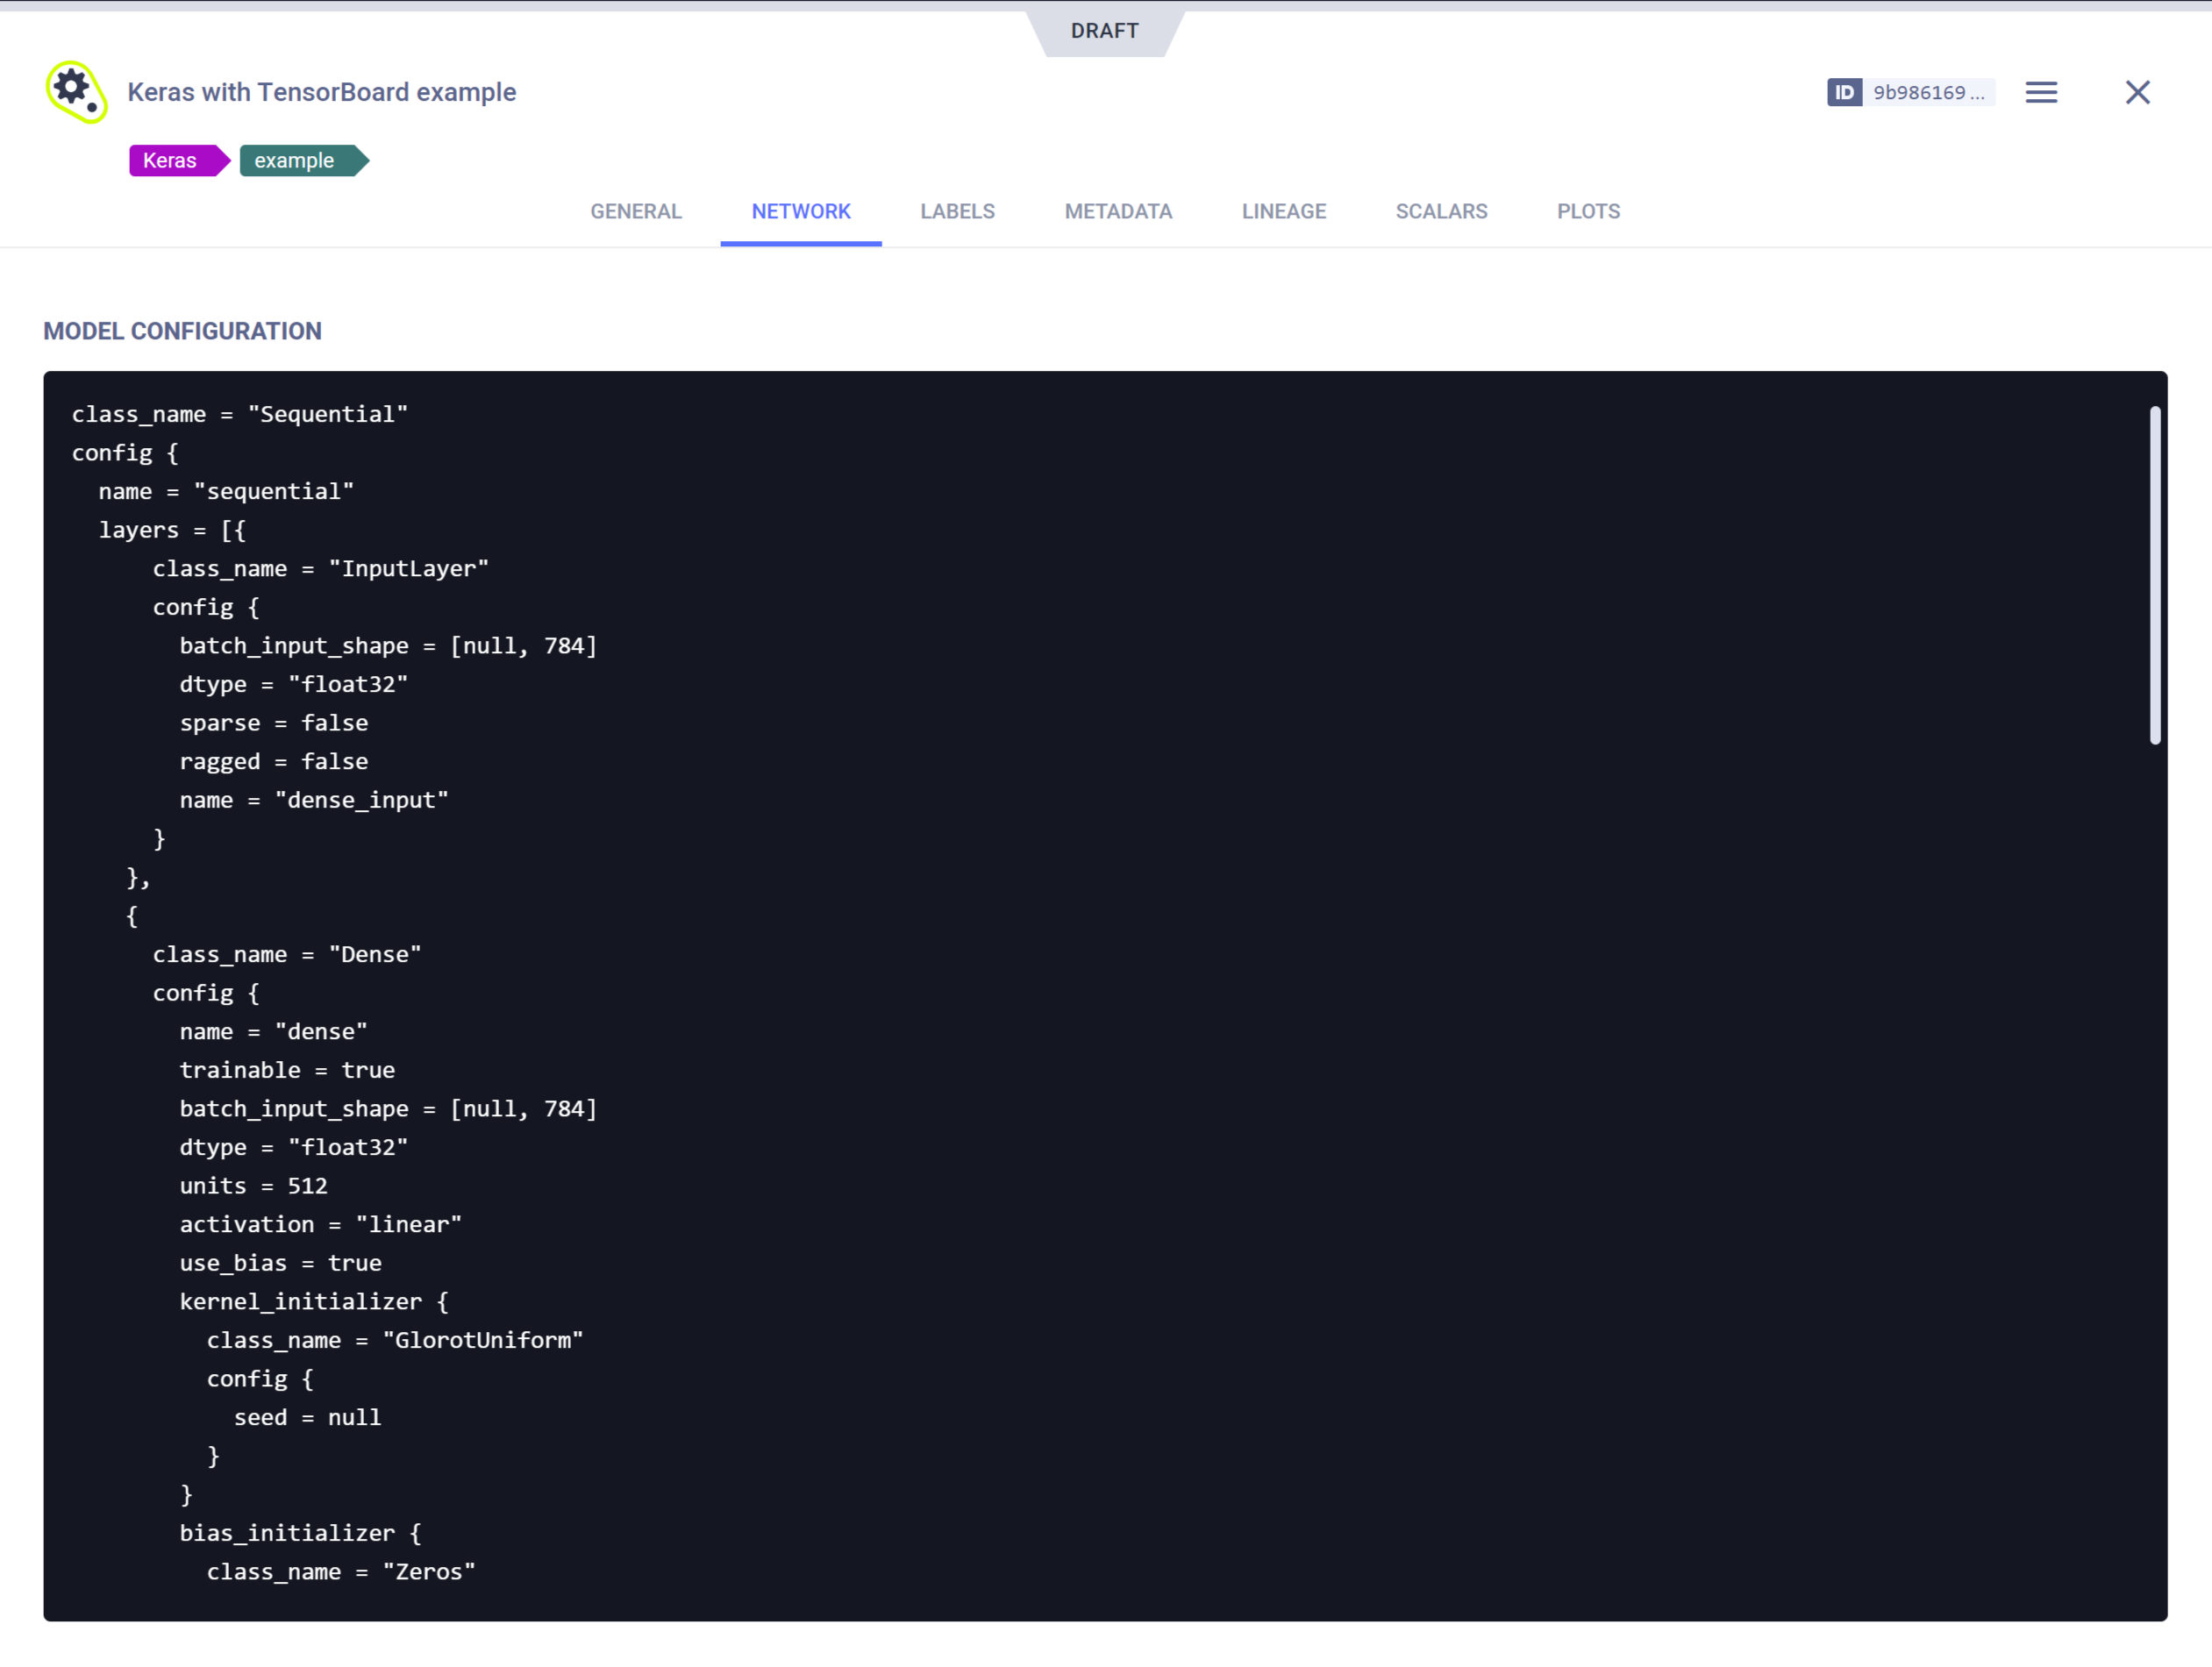 DRAFT
Keras with TensorBoard example
ID 9b986169 ...
Keras example
GENERAL NETWORK LABELS METADATA LINEAGE SCALARS PLOTS
MODEL CONFIGURATION
class_name = "Sequential"
config {
  name = "sequential"
  layers = [{
      class_name = "InputLayer"
      config {
        batch_input_shape = [null, 784]
        dtype = "float32"
        sparse = false
        ragged = false
        name = "dense_input"
      }
    },
    {
      class_name = "Dense"
      config {
        name = "dense"
        trainable = true
        batch_input_shape = [null, 784]
        dtype = "float32"
        units = 512
        activation = "linear"
        use_bias = true
        kernel_initializer {
          class_name = "GlorotUniform"
          config {
            seed = null
          }
        }
        bias_initializer {
          class_name = "Zeros"